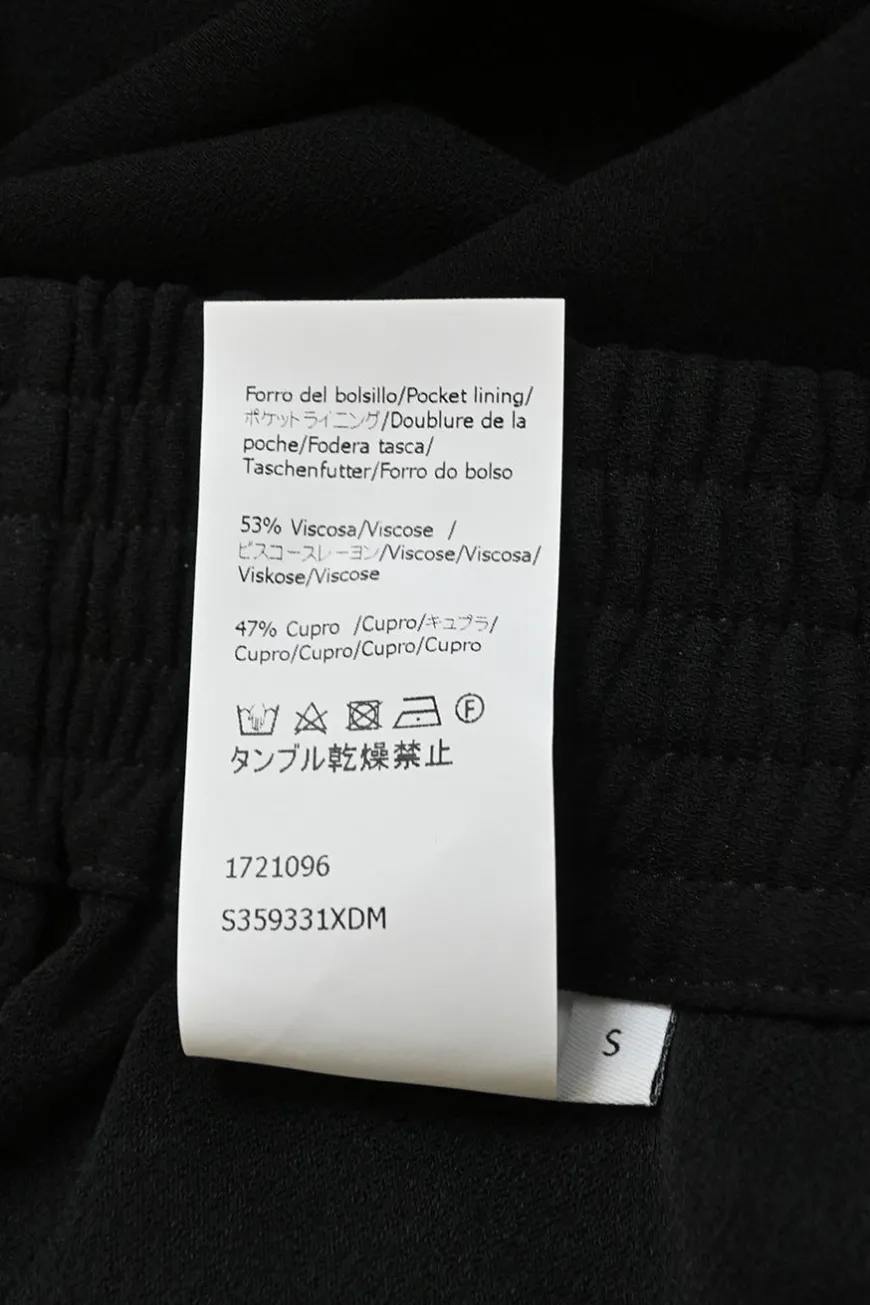 Forro del bolsillo/Pocket lining/
ポケットライニング/Doublure de la
poche/Fodera tasca/
Taschenfutter/Forro do bolso
53% Viscosa/Viscose /
ビスコースレーヨン/Viscose/Viscosa/
Viskose/Viscose
47% Cupro /Cupro/キュプラ/
Cupro/Cupro/Cupro/Cupro
F
タンブル乾燥禁止
1721096
S359331XDM
S